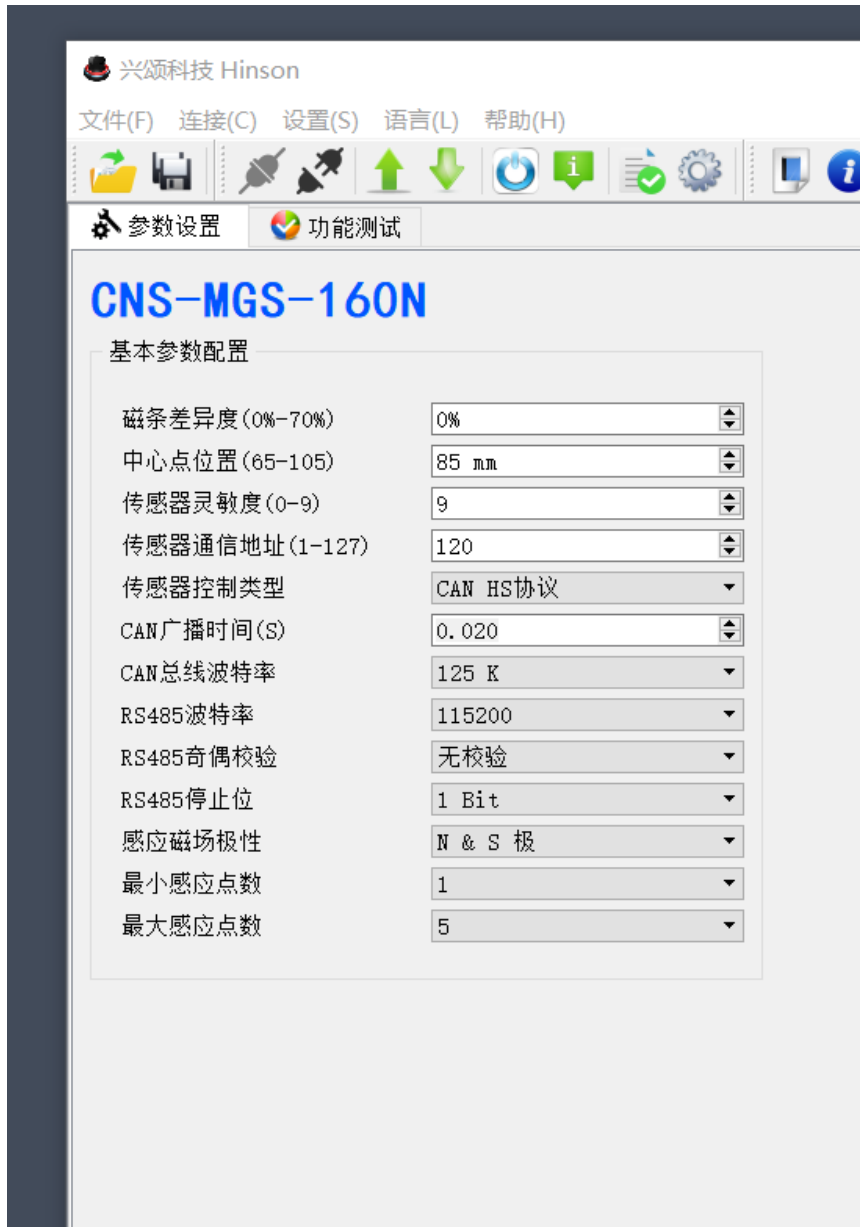 兴颂科技 Hinson
文件(F) 连接(C) 设置(S) 语言(L) 帮助(H)
参数设置 功能测试
CNS-MGS-160N
基本参数配置
磁条差异度(0%-70%) 0%
中心点位置(65-105) 85 mm
传感器灵敏度(0-9) 9
传感器通信地址(1-127) 120
传感器控制类型 CAN HS协议
CAN广播时间(S) 0.020
CAN总线波特率 125 K
RS485波特率 115200
RS485奇偶校验 无校验
RS485停止位 1 Bit
感应磁场极性 N & S 极
最小感应点数 1
最大感应点数 5